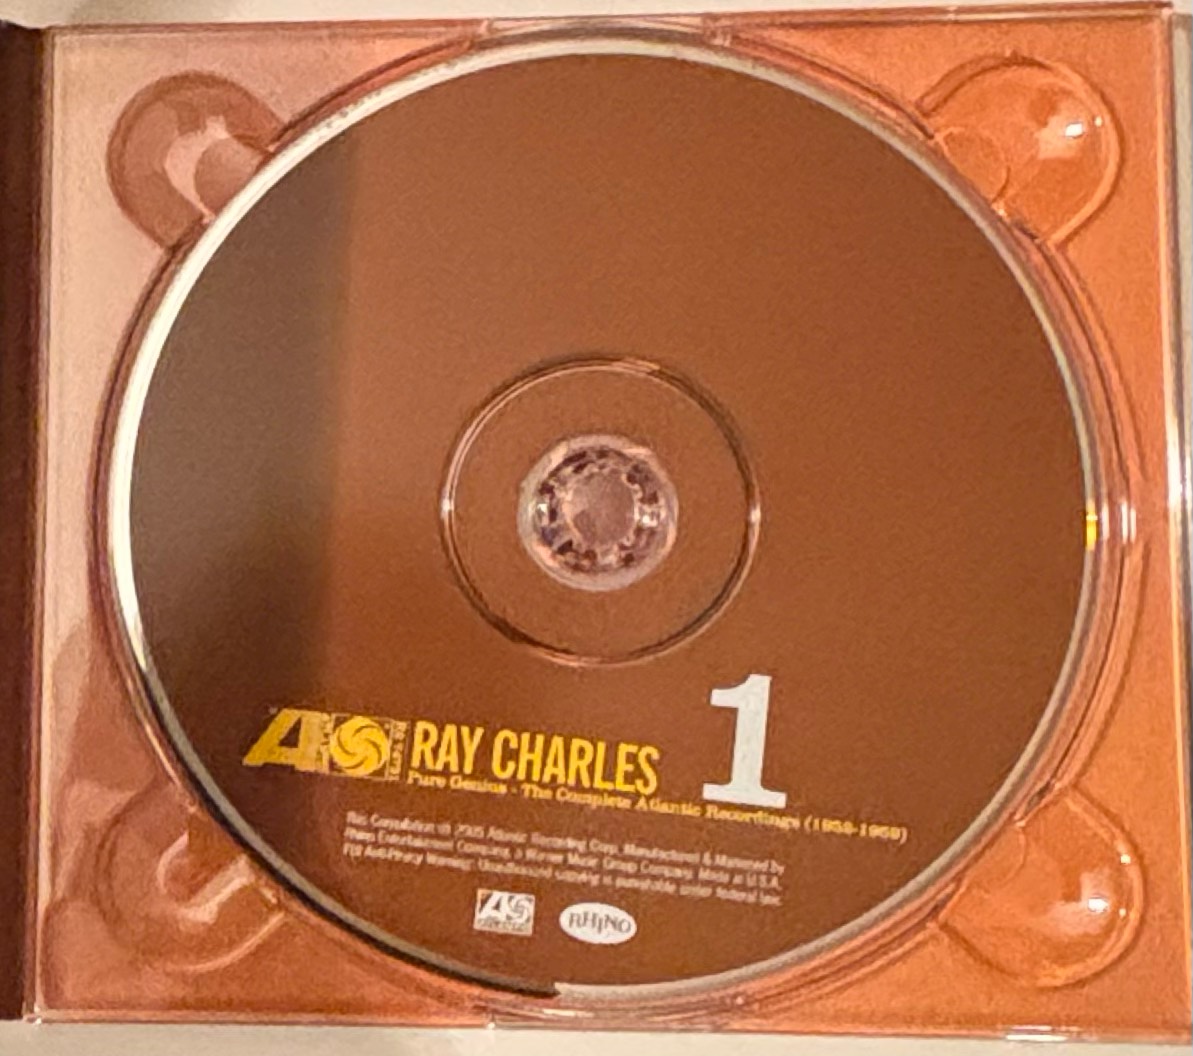 1
RAY CHARLES
Pure Genius - The Complete Atlantic Recordings (1952-1959)
This Compilation ℗ 2005 Atlantic Recording Corp. Manufactured & Marketed by
Rhino Entertainment Company, a Warner Music Group Company. Made in U.S.A.
FBI Anti-Piracy Warning: Unauthorized copying is punishable under federal law.
RHINO